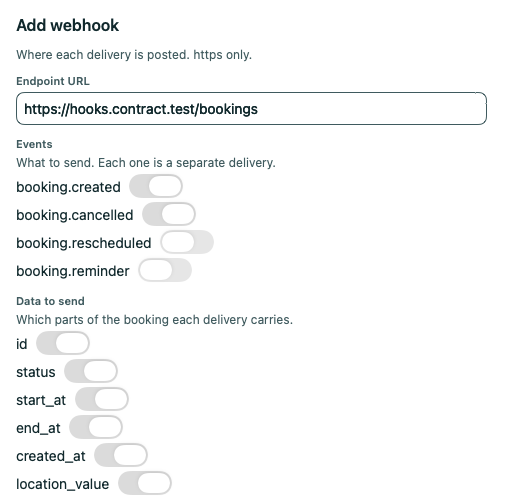 Add webhook
Where each delivery is posted. https only.
Endpoint URL
https://hooks.contract.test/bookings
Events
What to send. Each one is a separate delivery.
booking.created
booking.cancelled
booking.rescheduled
booking.reminder
Data to send
Which parts of the booking each delivery carries.
id
status
start_at
end_at
created_at
location_value